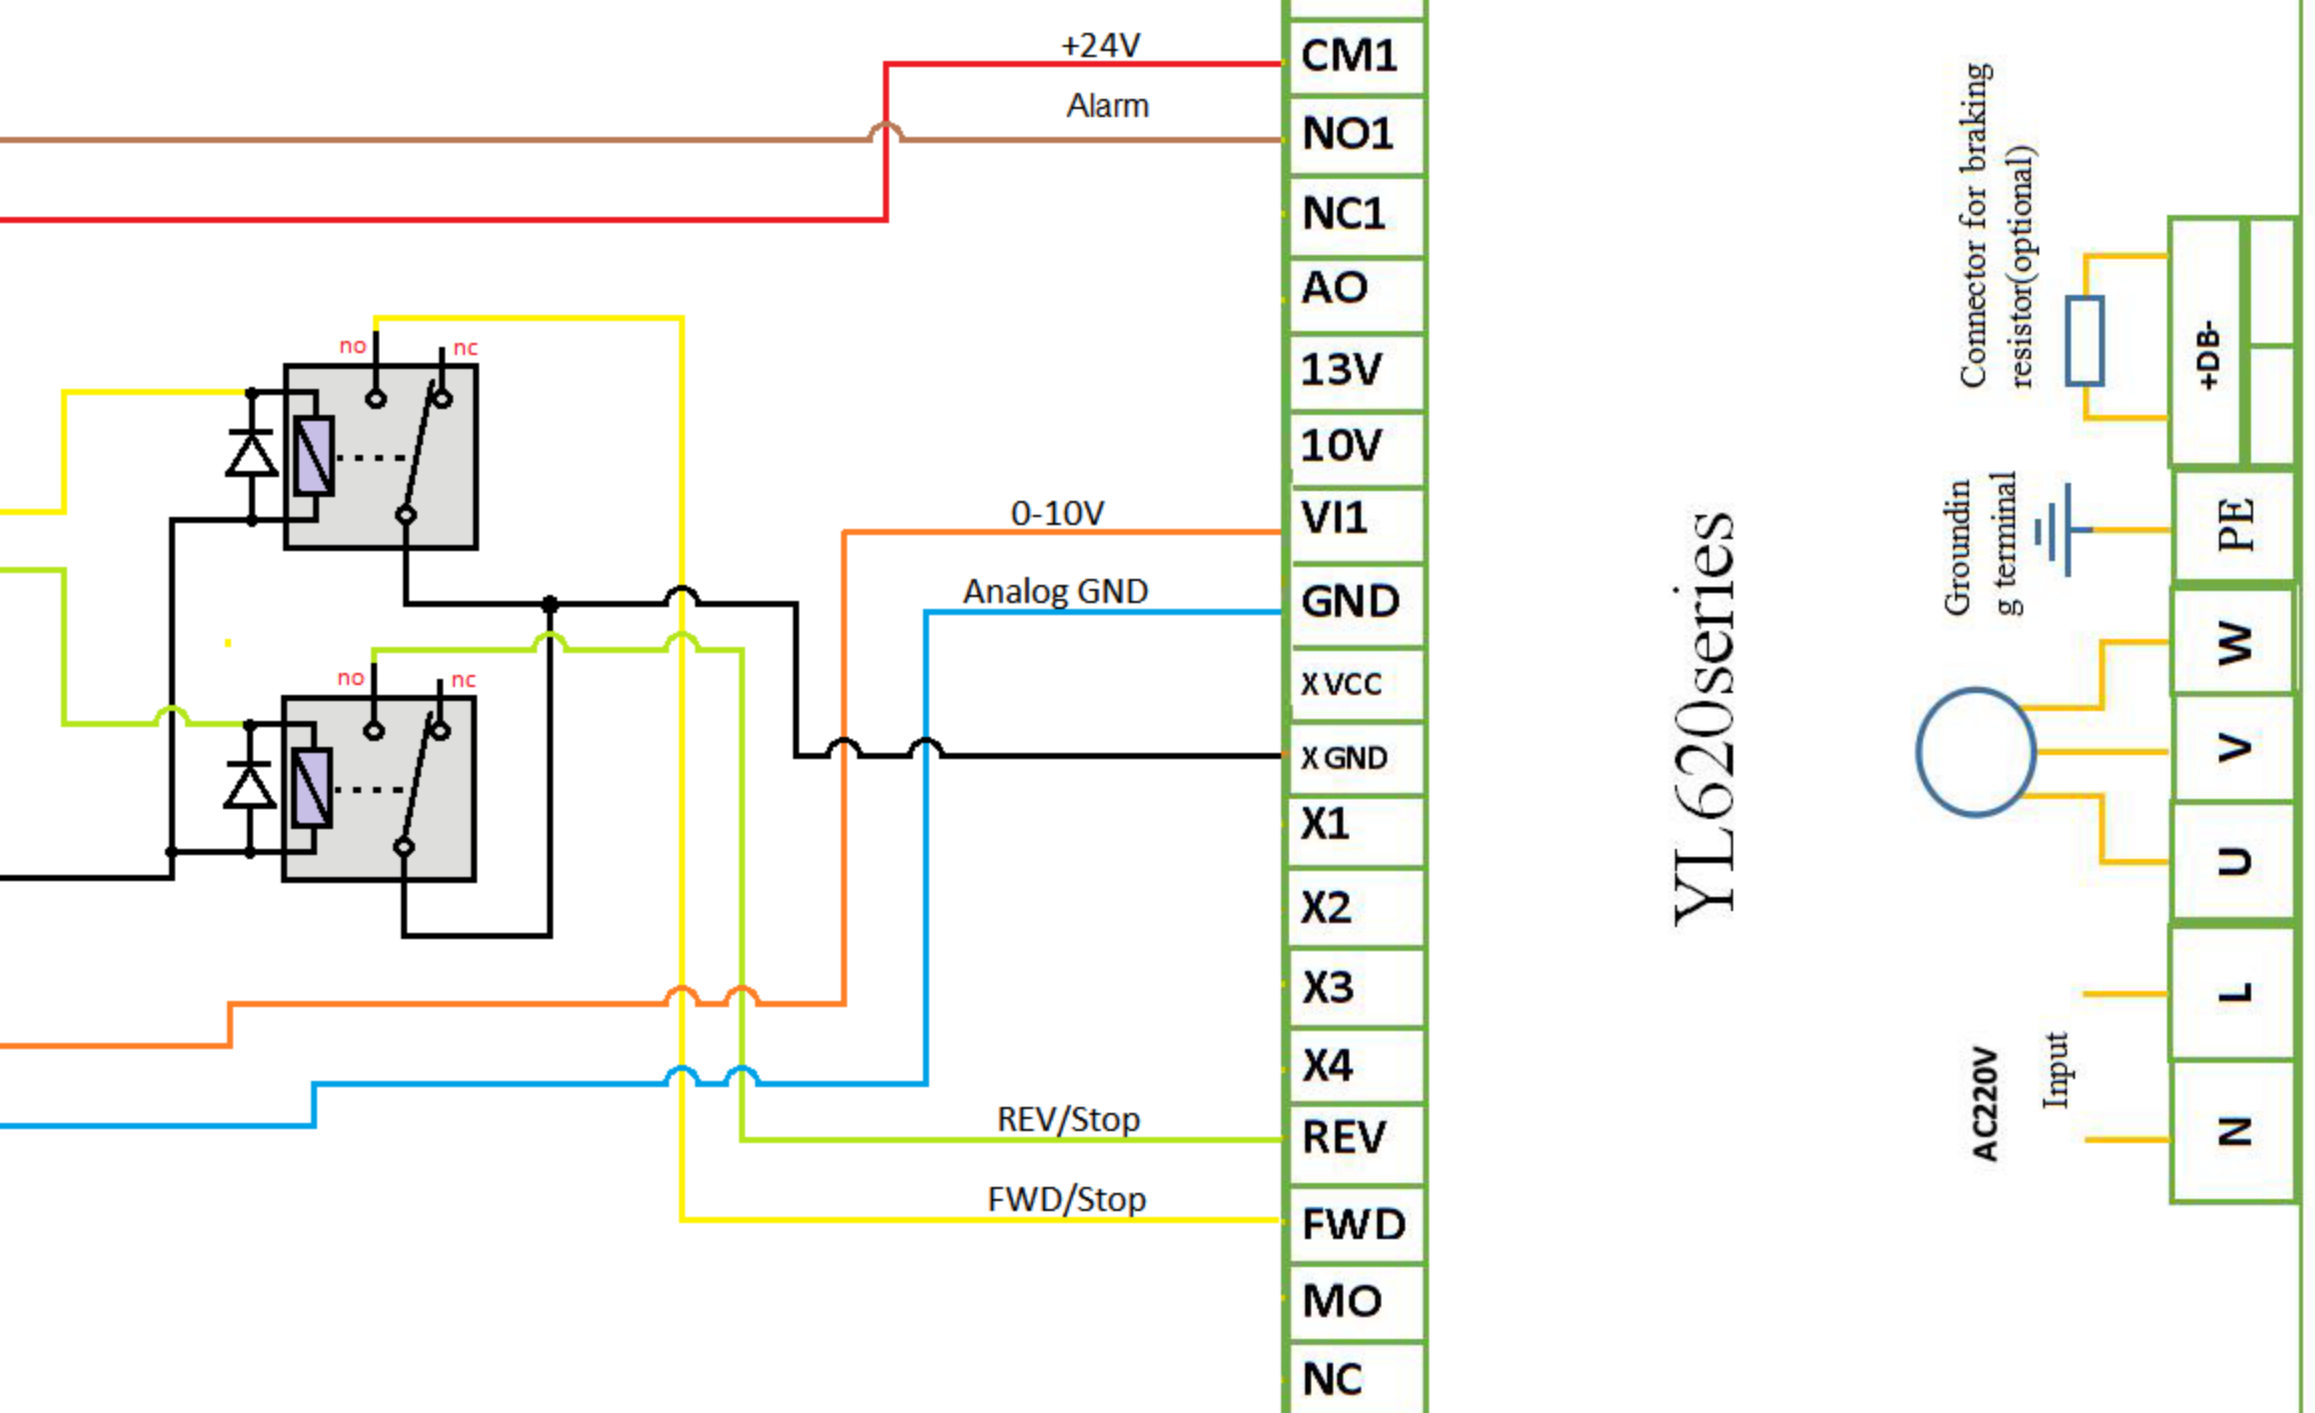 +24V
CM1
Alarm
NO1
NC1
AO
13V
10V
0-10V
VI1
Analog GND
GND
X VCC
X GND
X1
X2
X3
X4
REV/Stop
REV
FWD/Stop
FWD
MO
NC
no
nc
no
nc
YL620series
Connector for braking
resistor(optional)
+DB-
Groundin
g terminal
PE
W
V
U
L
N
AC220V
Input